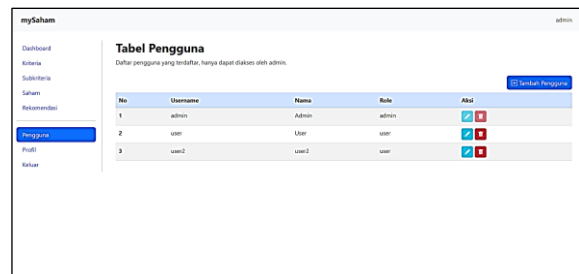 mySaham
admin
Dashboard
Kriteria
Subkriteria
Saham
Rekomendasi
Pengguna
Profil
Keluar
Tabel Pengguna
Daftar pengguna yang terdaftar, hanya dapat diakses oleh admin.
Tambah Pengguna
No Username Nama Role Aksi
1 admin Admin admin
2 user User user
3 user2 user2 user